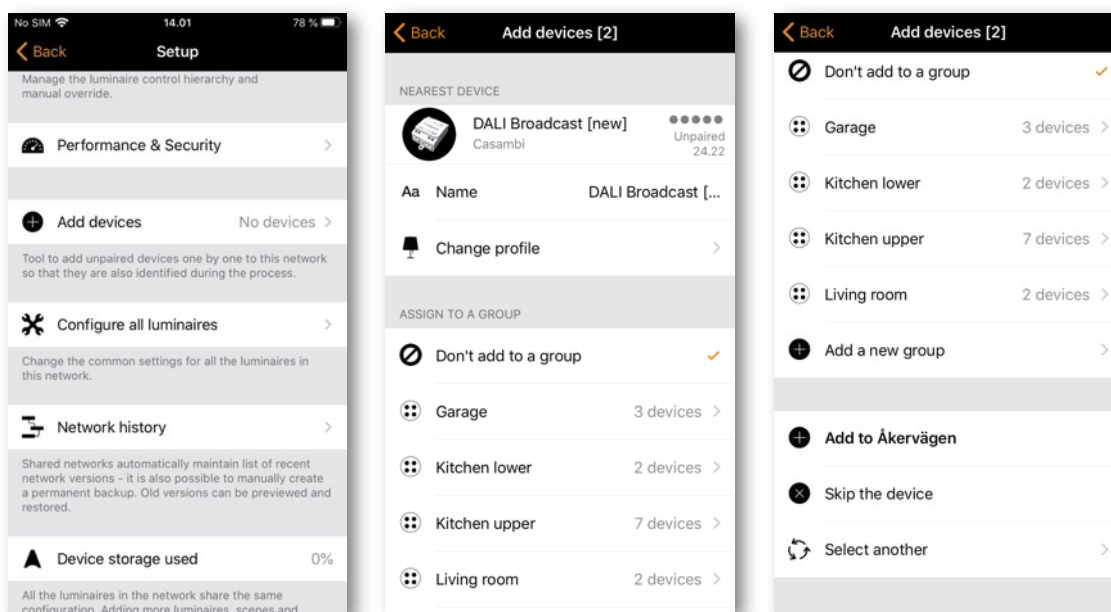 No SIM 14.01 78 %
Back Setup
Manage the luminaire control hierarchy and
manual override.
Performance & Security
Add devices No devices
Tool to add unpaired devices one by one to this network
so that they are also identified during the process.
Configure all luminaires
Change the common settings for all the luminaires in
this network.
Network history
Shared networks automatically maintain list of recent
network versions - it is also possible to manually create
a permanent backup. Old versions can be previewed and
restored.
Device storage used 0%
All the luminaires in the network share the same
configuration. Adding more luminaires, scenes and
Back Add devices [2]
NEAREST DEVICE
DALI Broadcast [new]
Casambi
Unpaired
24.22
Aa Name DALI Broadcast [...
Change profile
ASSIGN TO A GROUP
Don't add to a group
Garage 3 devices
Kitchen lower 2 devices
Kitchen upper 7 devices
Living room 2 devices
Back Add devices [2]
Don't add to a group
Garage 3 devices
Kitchen lower 2 devices
Kitchen upper 7 devices
Living room 2 devices
Add a new group
Add to Åkervägen
Skip the device
Select another